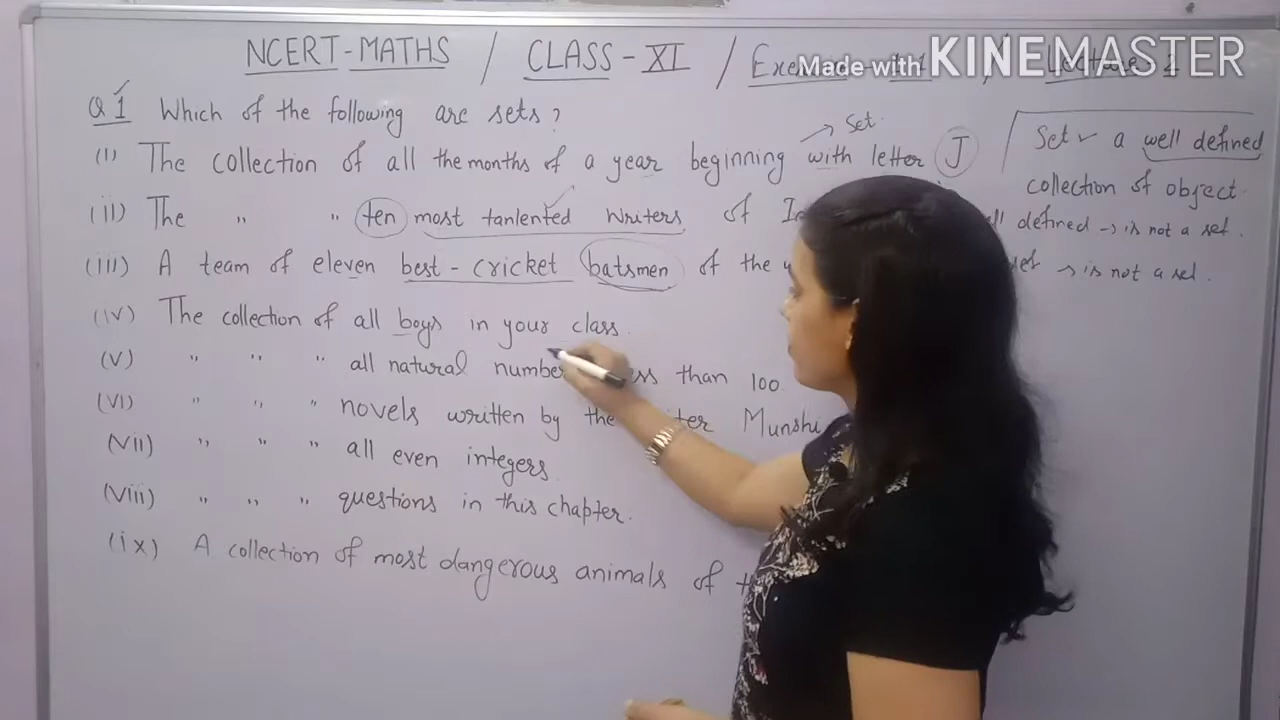 NCERT-MATHS / CLASS-XI / Exercise
Made with KINEMASTER
Q1 Which of the following are sets?
Set.
(i) The collection of all the months of a year beginning with letter J
Set a well defined
collection of object.
(ii) The " " ten most tanlented writers of defined → is not a set.
(iii) A team of eleven best-cricket batsmen of the → is not a set.
(iv) The collection of all boys in your class.
(v) " " " all natural than 100.
(vi) " " " novels written by the Munshi
(vii) " " " all even integers.
(viii) " " " questions in this chapter.
(ix) A collection of most dangerous animals of